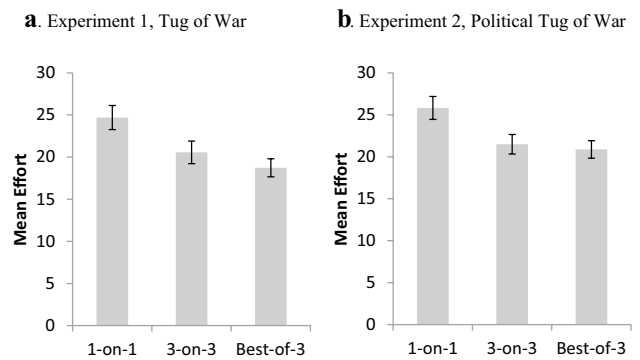 a. Experiment 1, Tug of War
30
25
20
15
10
5
0
Mean Effort
1-on-1 3-on-3 Best-of-3
b. Experiment 2, Political Tug of War
30
25
20
15
10
5
0
Mean Effort
1-on-1 3-on-3 Best-of-3